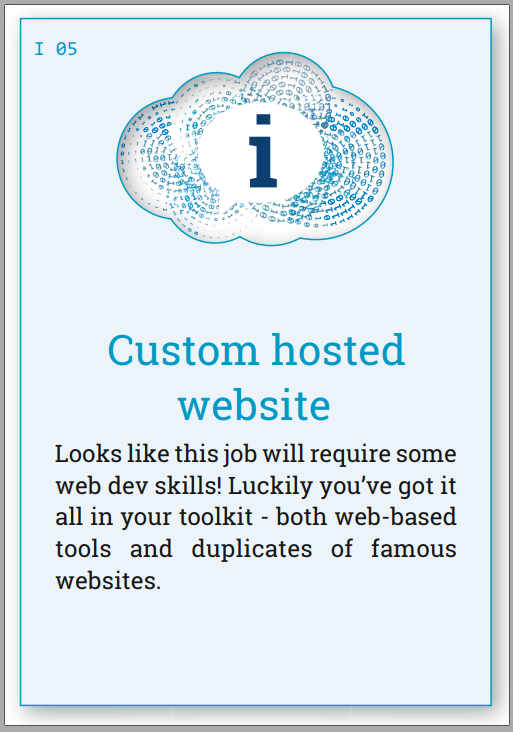 I 05
i
Custom hosted
website
Looks like this job will require some
web dev skills! Luckily you’ve got it
all in your toolkit - both web-based
tools and duplicates of famous
websites.